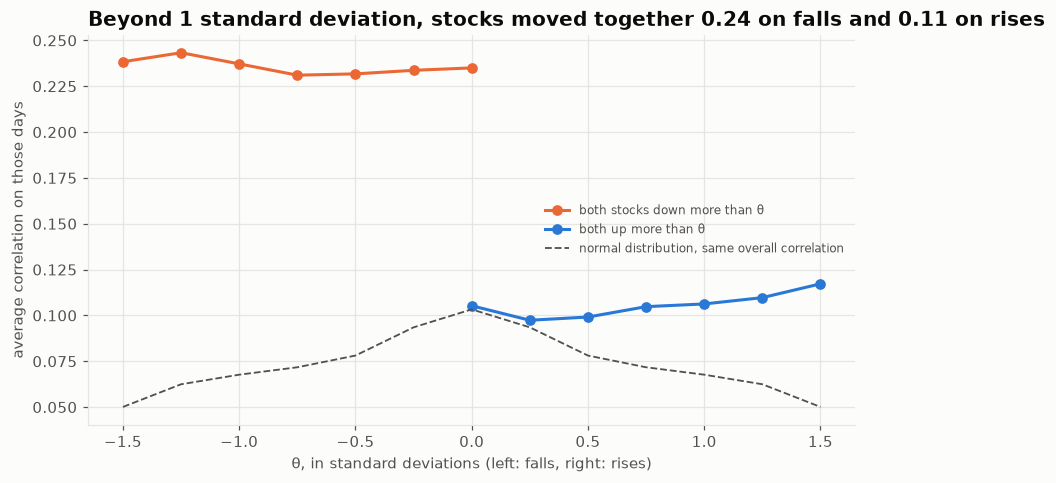 Beyond 1 standard deviation, stocks moved together 0.24 on falls and 0.11 on rises
average correlation on those days
0.250
0.225
0.200
0.175
0.150
0.125
0.100
0.075
0.050
both stocks down more than θ
both up more than θ
normal distribution, same overall correlation
−1.5 −1.0 −0.5 0.0 0.5 1.0 1.5
θ, in standard deviations (left: falls, right: rises)